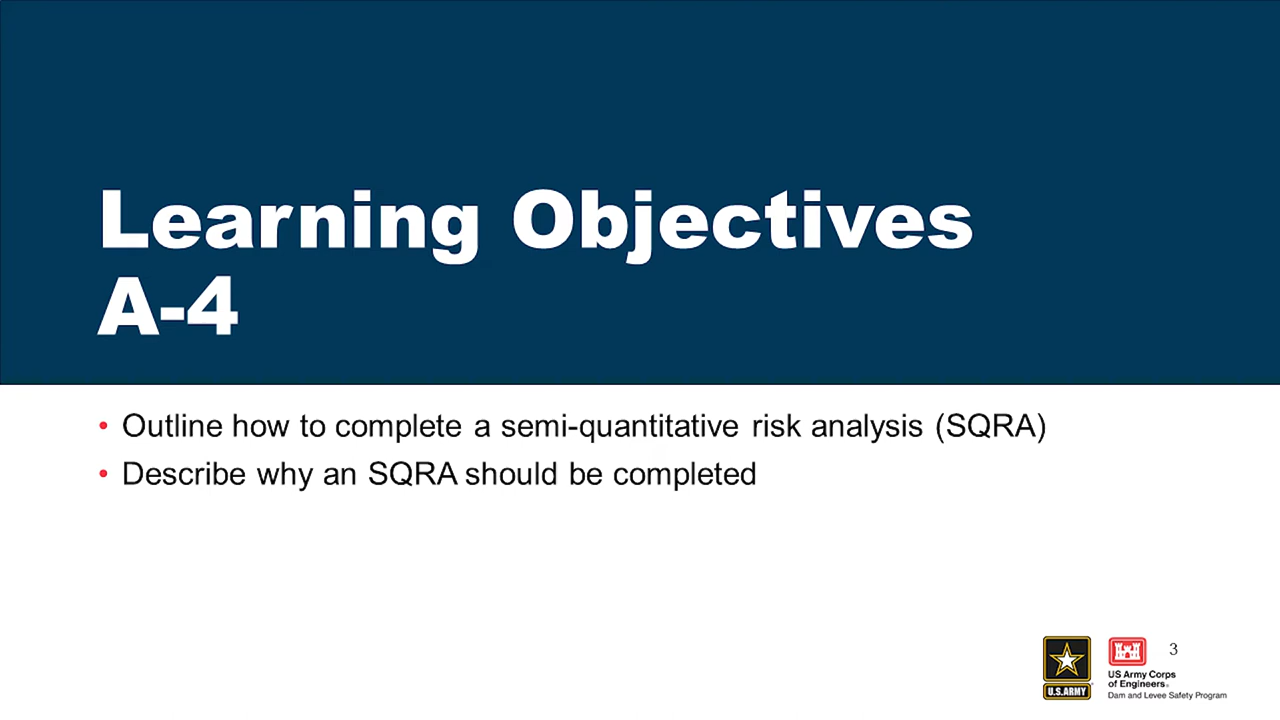 Learning Objectives
A-4
• Outline how to complete a semi-quantitative risk analysis (SQRA)
• Describe why an SQRA should be completed
3
U.S.ARMY
US Army Corps
of Engineers®
Dam and Levee Safety Program